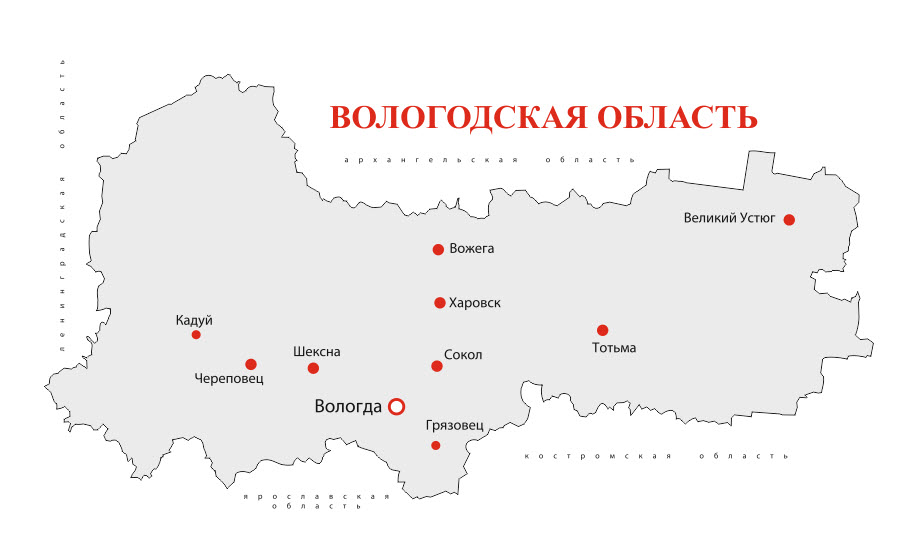 ленинградская область
ВОЛОГОДСКАЯ ОБЛАСТЬ
архангельская область
Великий Устюг
Вожега
Харовск
Кадуй
Тотьма
Шексна
Сокол
Череповец
Вологда
Грязовец
костромская область
ярославская
область